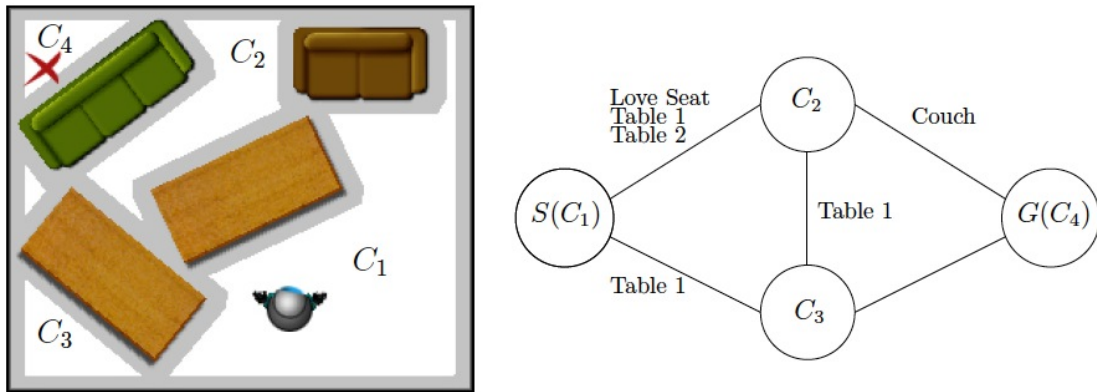 C₄
C₂
C₁
C₃
Love Seat
Table 1
Table 2
C₂
Couch
S(C₁)
Table 1
G(C₄)
Table 1
C₃